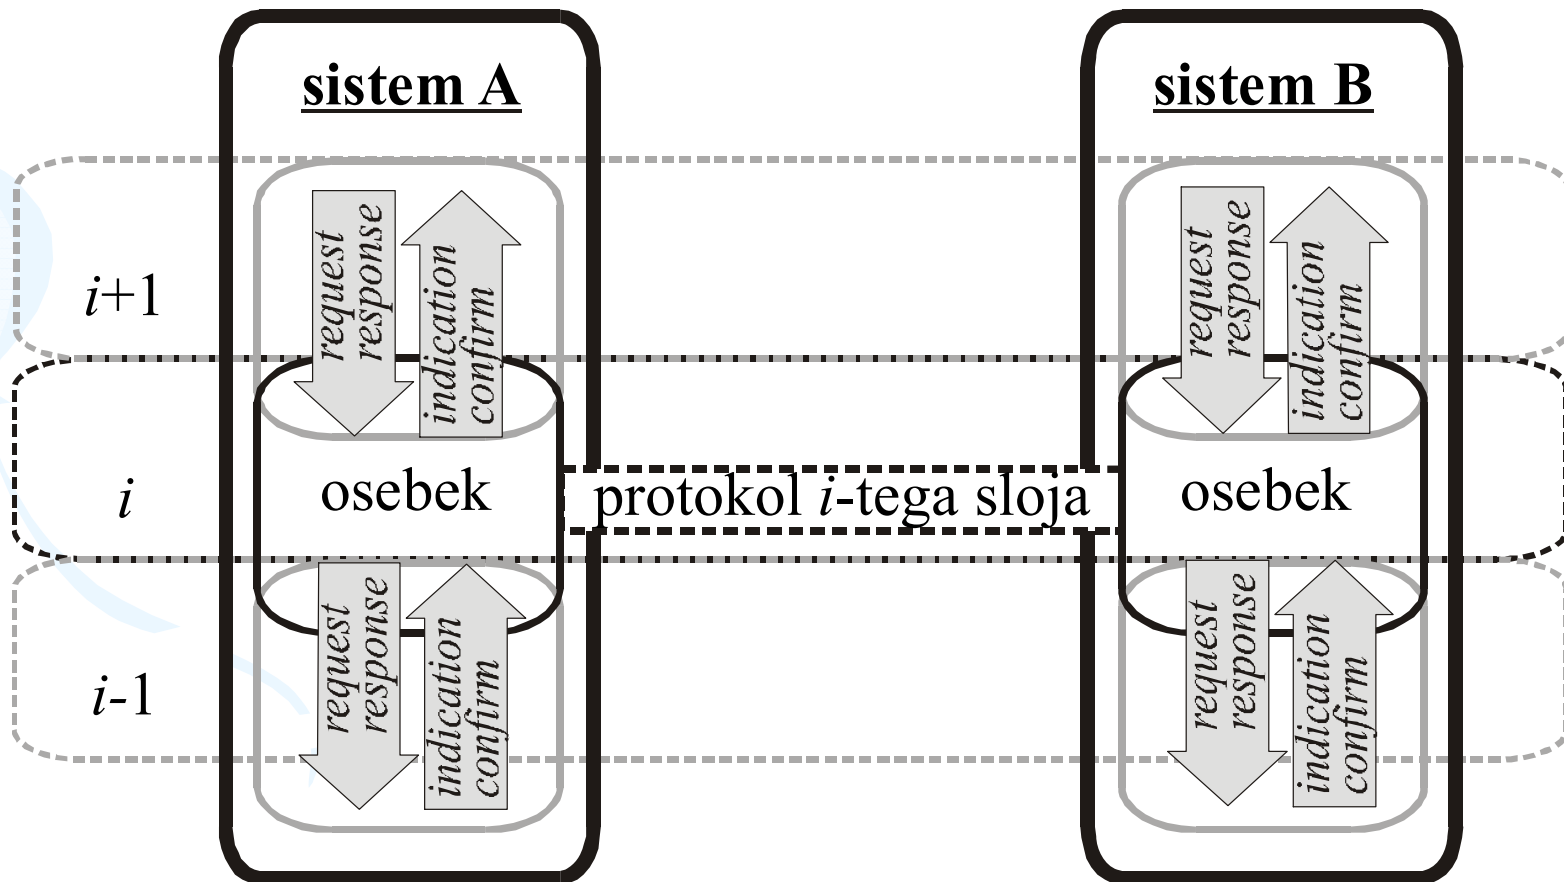 sistem A
sistem B
request
response
indication
confirm
request
response
indication
confirm
i+1
i
osebek
protokol i-tega sloja
osebek
request
response
indication
confirm
request
response
indication
confirm
i-1